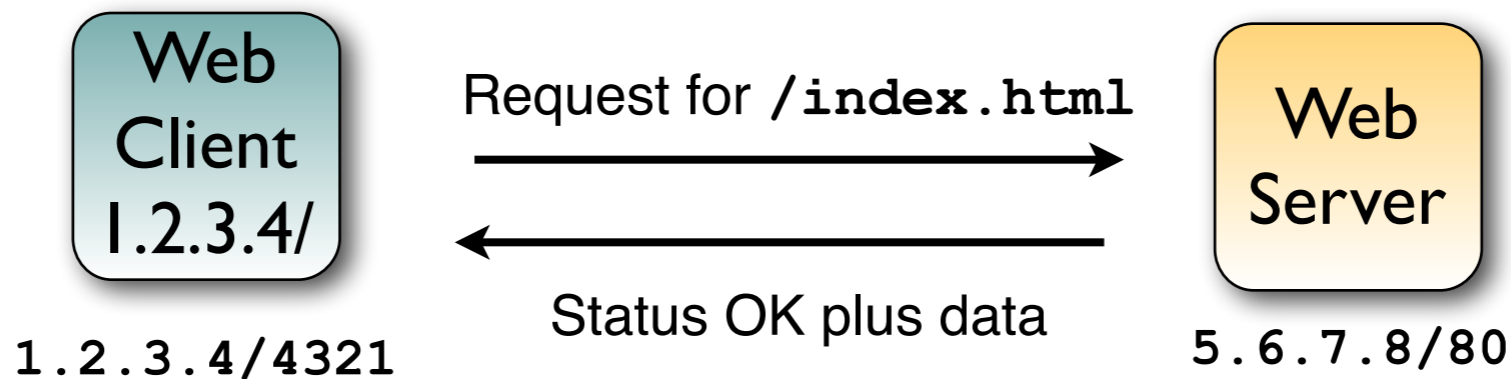 Web
Client
1.2.3.4/
1.2.3.4/4321
Request for /index.html
Status OK plus data
Web
Server
5.6.7.8/80